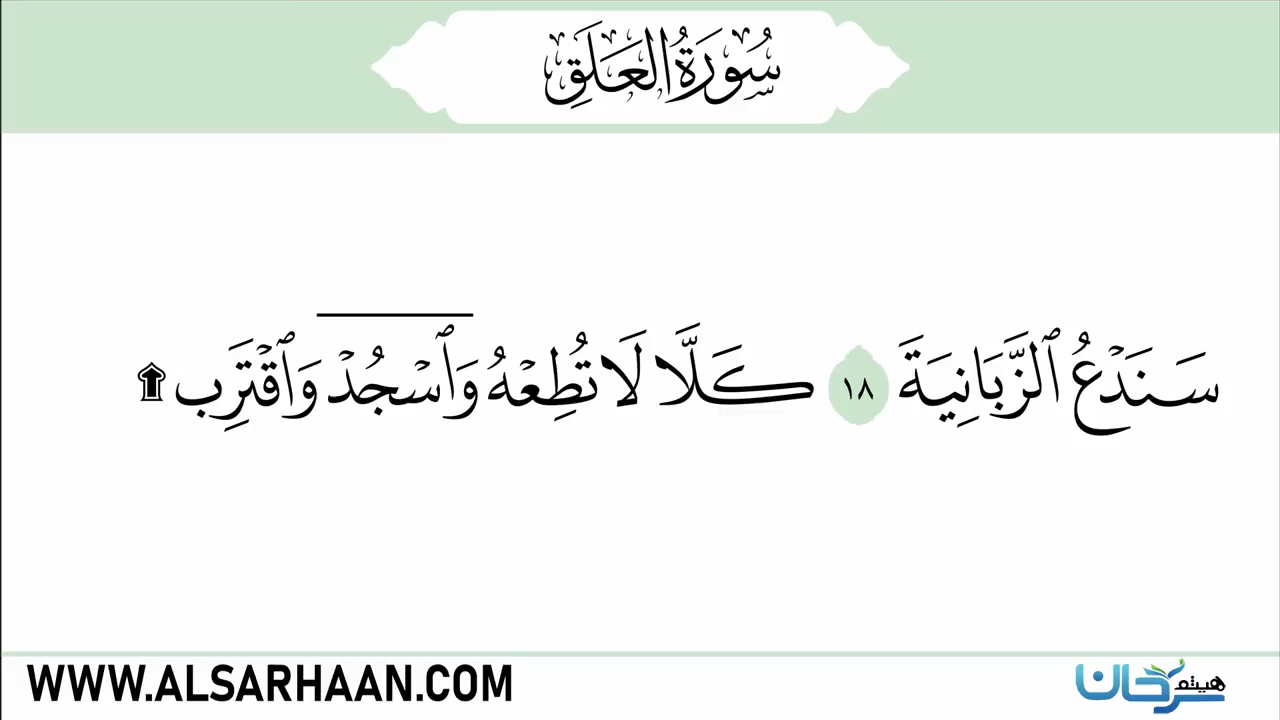 سُورَةُ العَلَقِ
سَنَدْعُ ٱلزَّبَانِيَةَ ١٨ كَلَّا لَا تُطِعْهُ وَٱسْجُدْ وَٱقْتَرِب ۩
WWW.ALSARHAAN.COM
هيثم سرحان